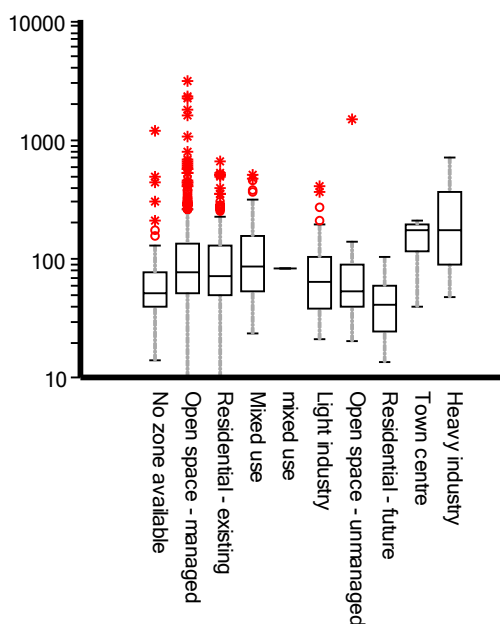 10000
1000
100
10
No zone available
Open space - managed
Residential - existing
Mixed use
mixed use
Light industry
Open space - unmanaged
Residential - future
Town centre
Heavy industry